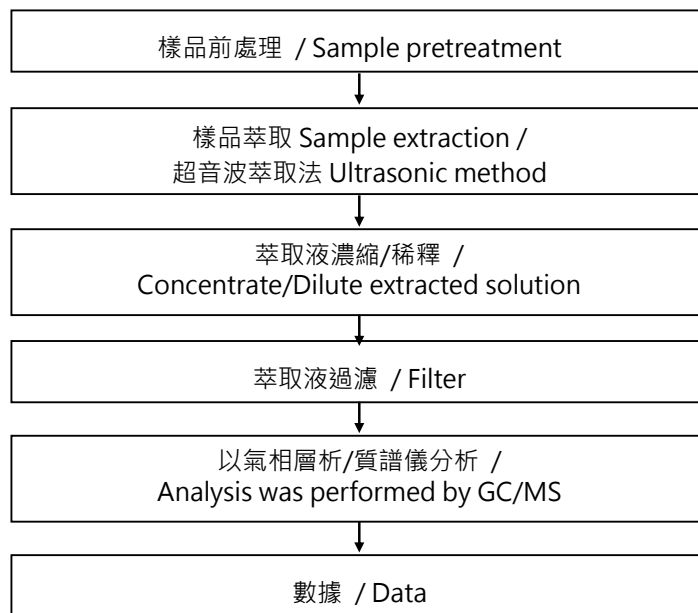 樣品前處理 / Sample pretreatment
樣品萃取 Sample extraction /
超音波萃取法 Ultrasonic method
萃取液濃縮/稀釋 /
Concentrate/Dilute extracted solution
萃取液過濾 / Filter
以氣相層析/質譜儀分析 /
Analysis was performed by GC/MS
數據 / Data